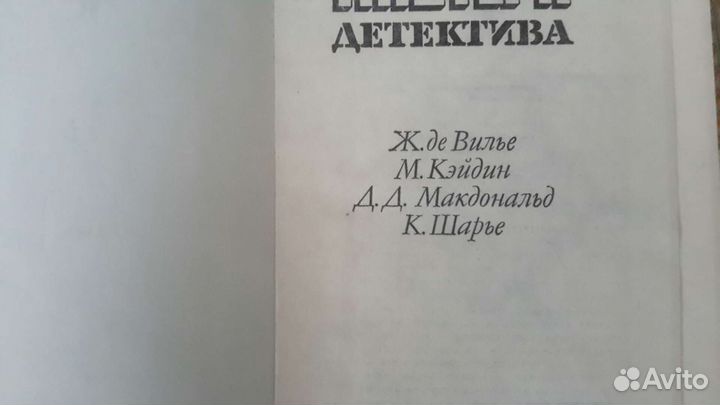 ДЕТЕКТИВА
Ж. де Вилье
М. Кэйдин
Д. Д. Макдональд
К. Шарье
Avito